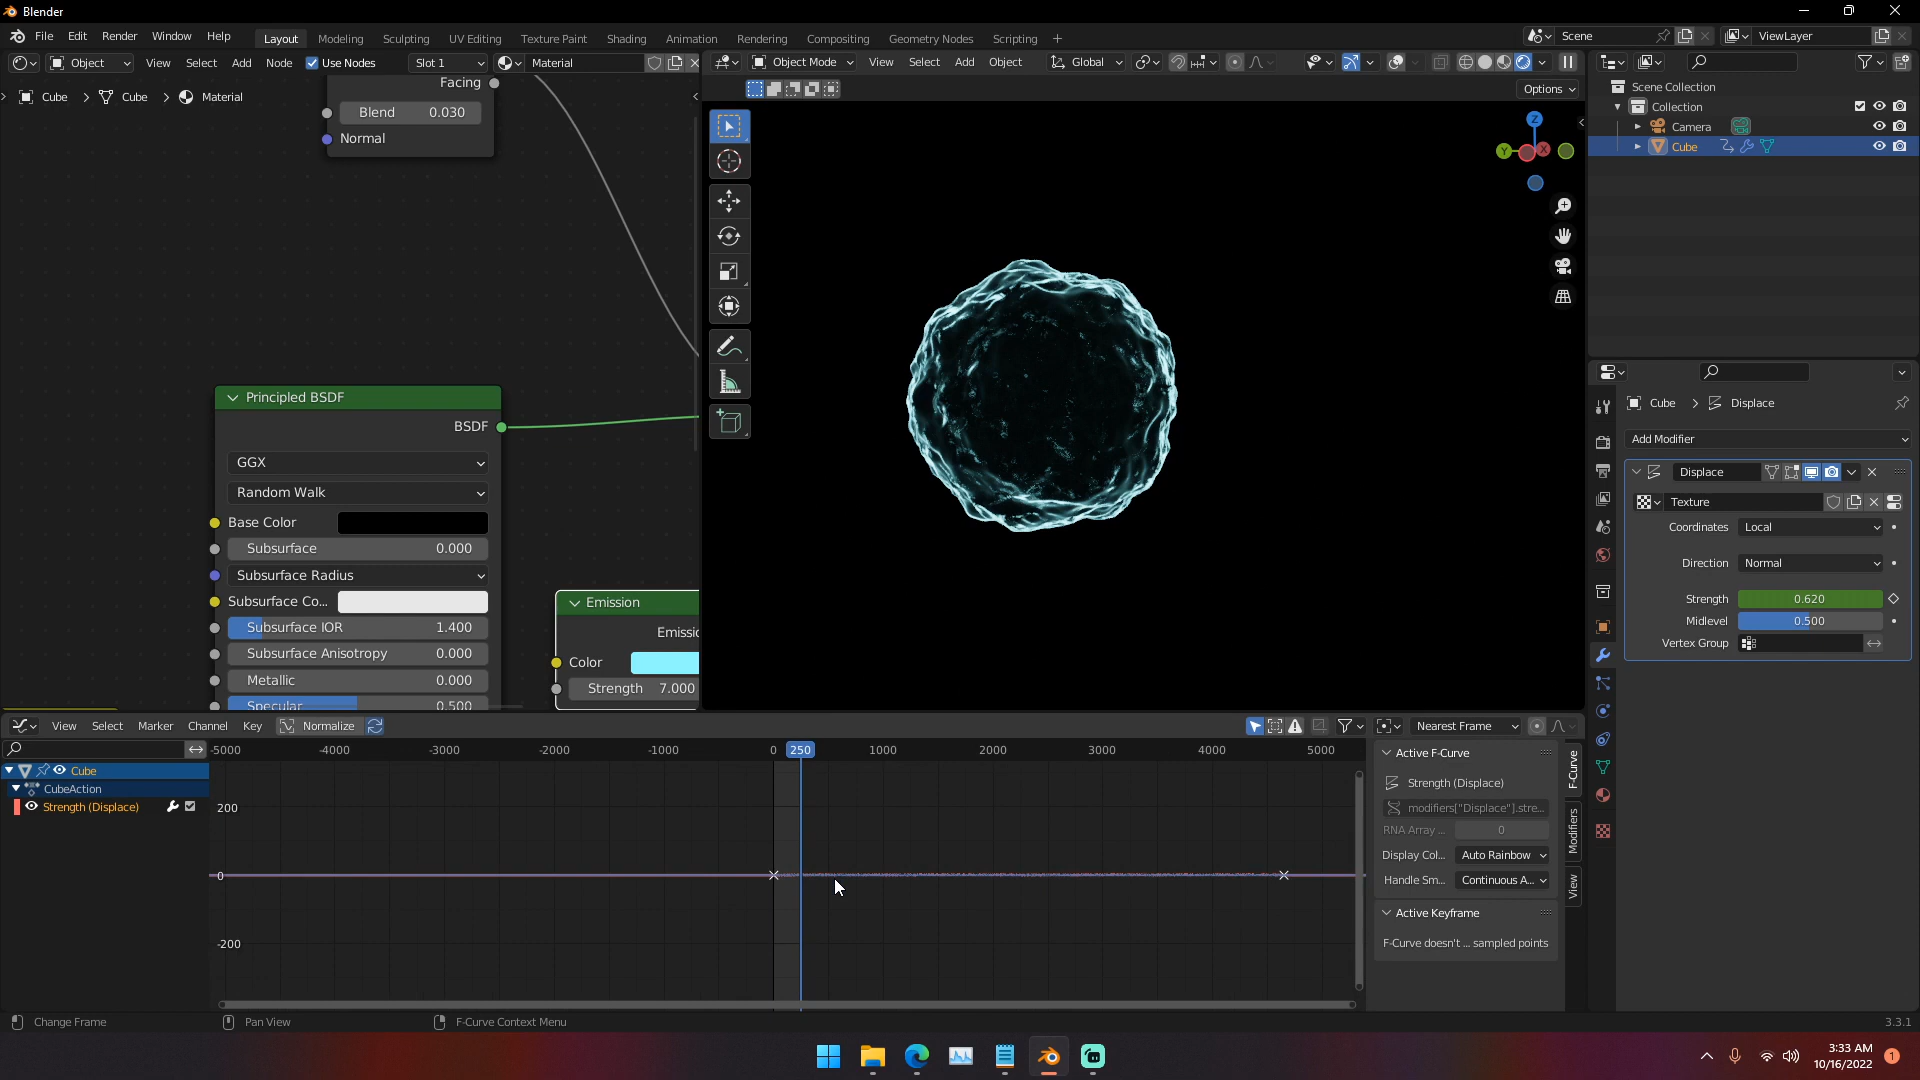 Blender
File Edit Render Window Help
Layout Modeling Sculpting UV Editing Texture Paint Shading Animation Rendering Compositing Geometry Nodes Scripting +
Scene ViewLayer
Object View Select Add Node Use Nodes Slot 1 Material
Object Mode View Select Add Object Global
Options
Cube > Cube > Material
Facing
Blend 0.030
Normal
Z
Y
X
Scene Collection
Collection
Camera
Cube
Principled BSDF
BSDF
GGX
Random Walk
Base Color
Subsurface 0.000
Subsurface Radius
Subsurface Co...
Subsurface IOR 1.400
Subsurface Anisotropy 0.000
Metallic 0.000
Specular 0.500
Emission
Emissic
Color
Strength 7.000
Cube > Displace
Add Modifier
Displace
Texture
Coordinates Local
Direction Normal
Strength 0.620
Midlevel 0.500
Vertex Group
View Select Marker Channel Key Normalize
Nearest Frame
-5000 -4000 -3000 -2000 -1000 0 250 1000 2000 3000 4000 5000
Cube
CubeAction
Strength (Displace)
200
0
-200
Active F-Curve
Strength (Displace)
modifiers["Displace"].stre...
RNA Array ... 0
Display Col... Auto Rainbow
Handle Sm... Continuous A...
Active Keyframe
F-Curve doesn't ... sampled points
F-Curve
Modifiers
View
Change Frame Pan View F-Curve Context Menu
3.3.1
3:33 AM
10/16/2022
1